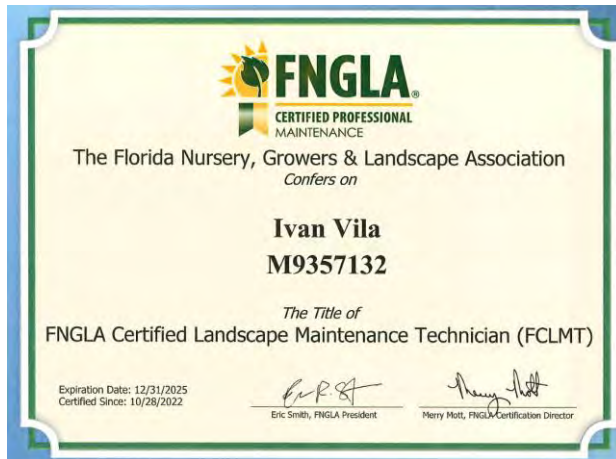 FNGLA®
CERTIFIED PROFESSIONAL
MAINTENANCE
The Florida Nursery, Growers & Landscape Association
Confers on
Ivan Vila
M9357132
The Title of
FNGLA Certified Landscape Maintenance Technician (FCLMT)
Expiration Date: 12/31/2025
Certified Since: 10/28/2022
Eric Smith, FNGLA President
Merry Mott, FNGLA Certification Director